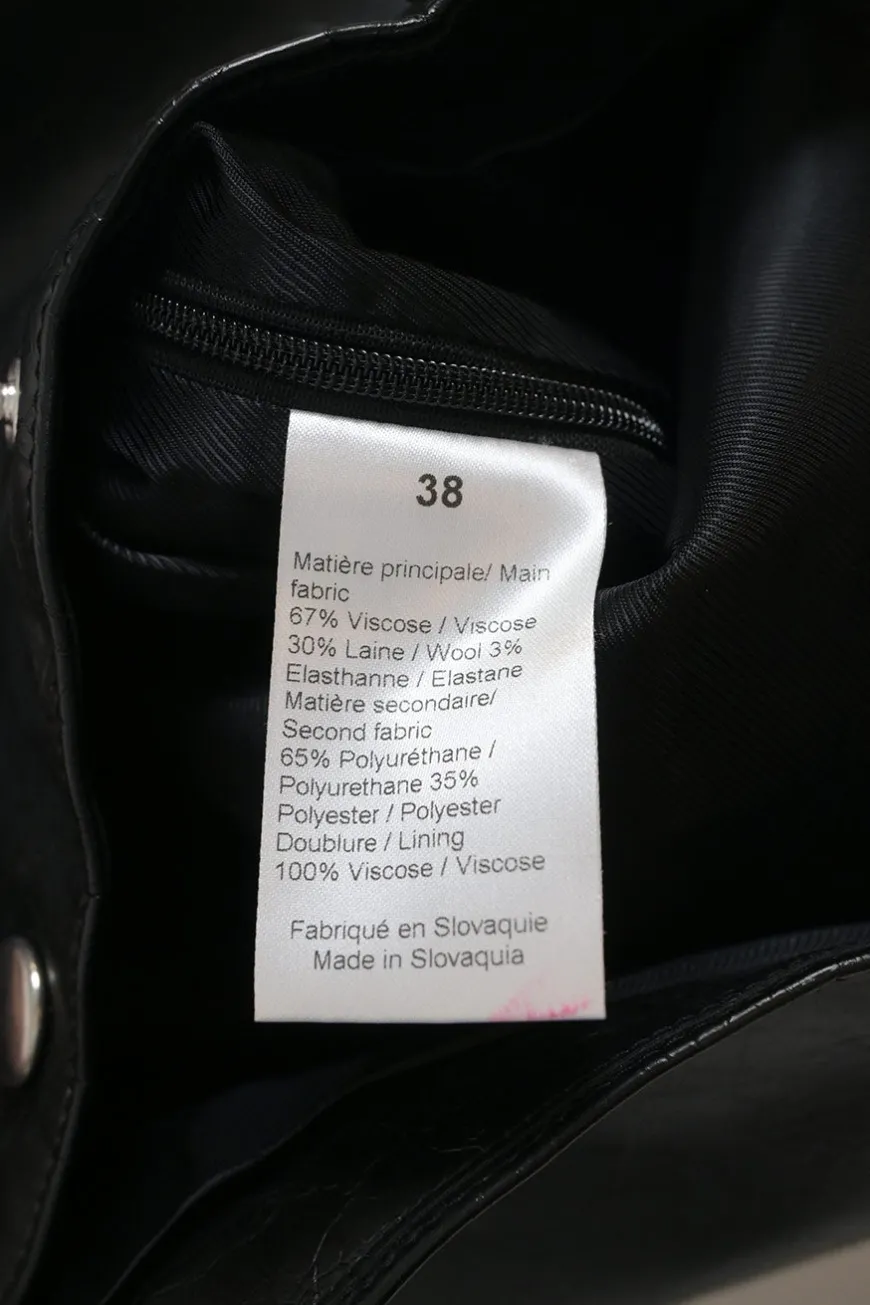 38
Matière principale/ Main
fabric
67% Viscose / Viscose
30% Laine / Wool 3%
Elasthanne / Elastane
Matière secondaire/
Second fabric
65% Polyuréthane /
Polyurethane 35%
Polyester / Polyester
Doublure / Lining
100% Viscose / Viscose
Fabriqué en Slovaquie
Made in Slovaquia